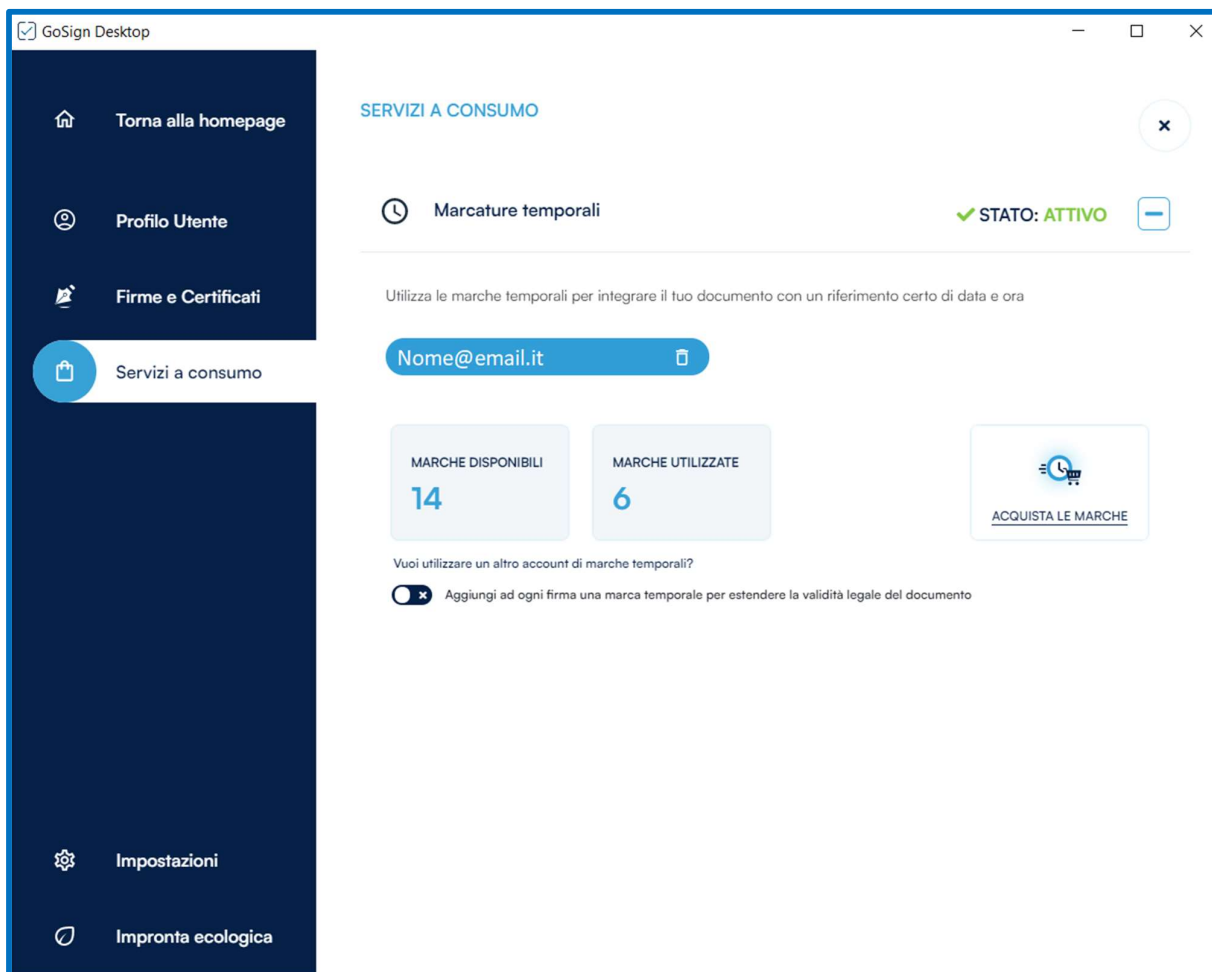 GoSign Desktop
Torna alla homepage
Profilo Utente
Firme e Certificati
Servizi a consumo
Impostazioni
Impronta ecologica
SERVIZI A CONSUMO
Marcature temporali
STATO: ATTIVO
Utilizza le marche temporali per integrare il tuo documento con un riferimento certo di data e ora
Nome@email.it
MARCHE DISPONIBILI
14
MARCHE UTILIZZATE
6
ACQUISTA LE MARCHE
Vuoi utilizzare un altro account di marche temporali?
Aggiungi ad ogni firma una marca temporale per estendere la validità legale del documento